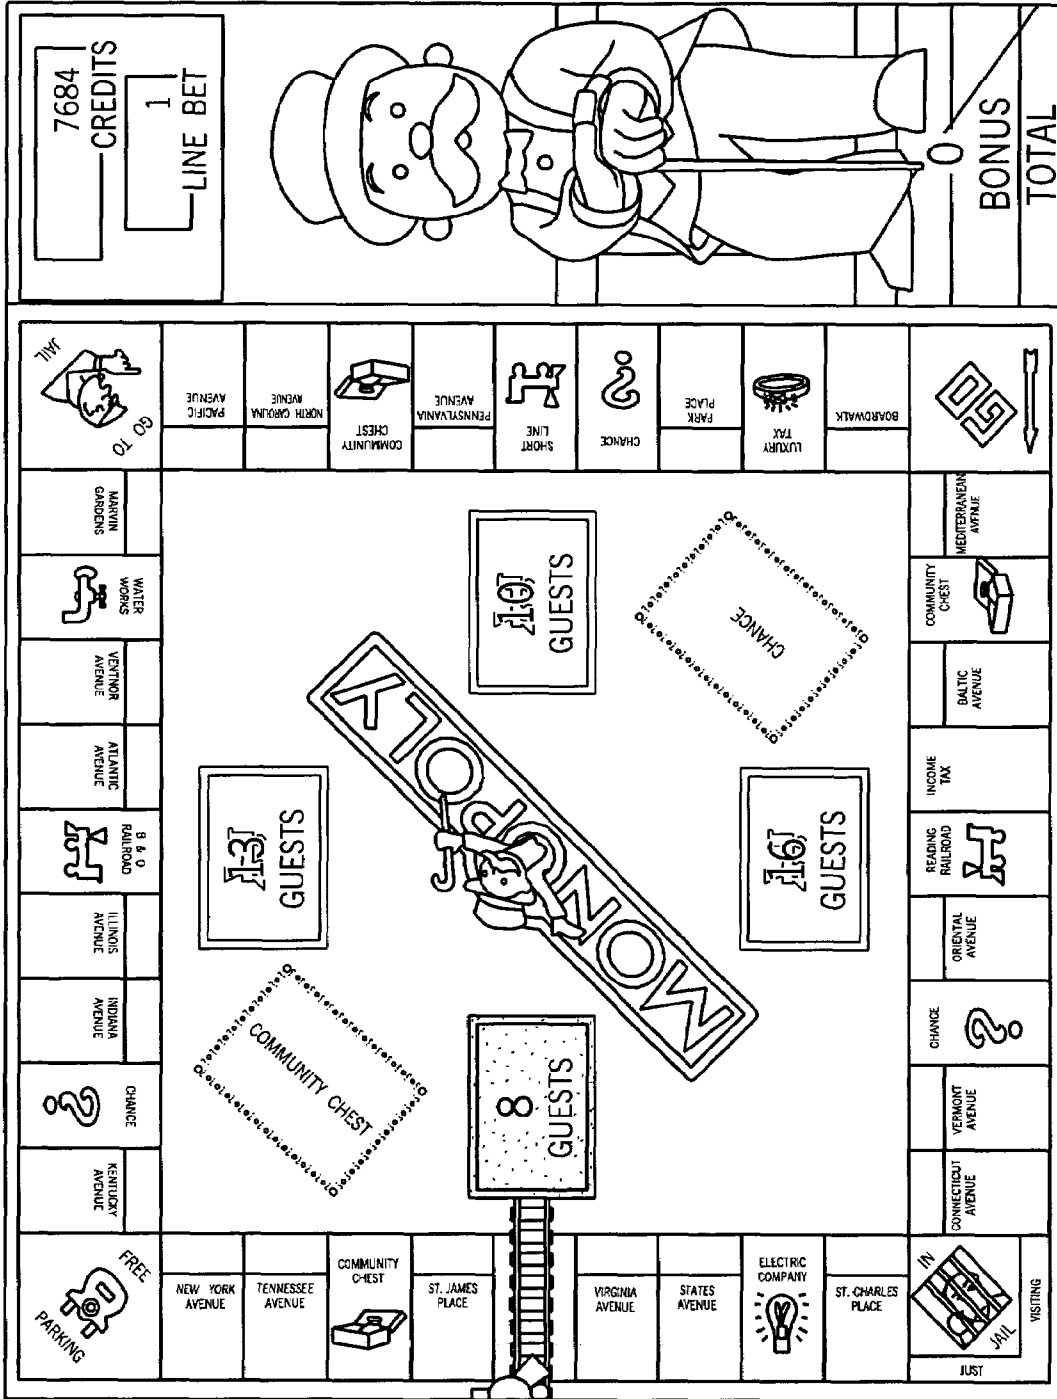 7684
CREDITS
1
LINE BET
0
BONUS
TOTAL
GO TO
JAIL
PACIFIC
AVENUE
NORTH CAROLINA
AVENUE
COMMUNITY
CHEST
PENNSYLVANIA
AVENUE
SHORT
LINE
CHANCE
PARK
PLACE
LUXURY
TAX
BOARDWALK
GO
MARVIN
GARDENS
WATER
WORKS
VENTNOR
AVENUE
ATLANTIC
AVENUE
B & O
RAILROAD
ILLINOIS
AVENUE
INDIANA
AVENUE
CHANCE
KENTUCKY
AVENUE
FREE
PARKING
10
GUESTS
CHANCE
13
GUESTS
MONOPOLY
16
GUESTS
COMMUNITY CHEST
8
GUESTS
MEDITERRANEAN
AVENUE
COMMUNITY
CHEST
BALTIC
AVENUE
INCOME
TAX
READING
RAILROAD
ORIENTAL
AVENUE
CHANCE
VERMONT
AVENUE
CONNECTICUT
AVENUE
NEW YORK
AVENUE
TENNESSEE
AVENUE
COMMUNITY
CHEST
ST. JAMES
PLACE
VIRGINIA
AVENUE
STATES
AVENUE
ELECTRIC
COMPANY
ST. CHARLES
PLACE
IN
JAIL
JUST
VISITING